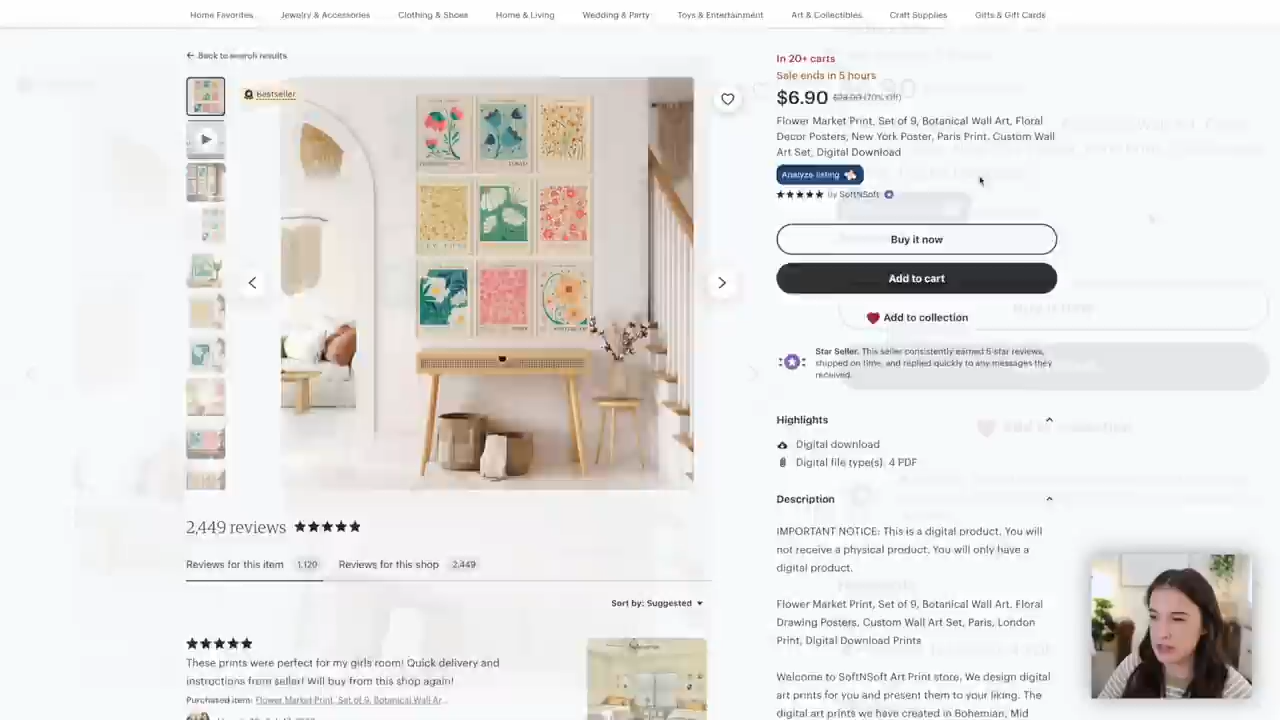 Home Favorites
Jewelry & Accessories
Clothing & Shoes
Home & Living
Wedding & Party
Toys & Entertainment
Art & Collectibles
Craft Supplies
Gifts & Gift Cards
← Back to search results
Bestseller
In 20+ carts
Sale ends in 5 hours
$6.90 $23.00 (70% Off)
Flower Market Print, Set of 9, Botanical Wall Art, Floral
Decor Posters, New York Poster, Paris Print. Custom Wall
Art Set, Digital Download
Analyze listing
★★★★★ by SoftNSoft
Buy it now
Add to cart
Add to collection
Star Seller. This seller consistently earned 5-star reviews,
shipped on time, and replied quickly to any messages they
received.
Highlights
Digital download
Digital file type(s): 4 PDF
Description
IMPORTANT NOTICE: This is a digital product. You will
not receive a physical product. You will only have a
digital product.
Flower Market Print, Set of 9, Botanical Wall Art. Floral
Drawing Posters, Custom Wall Art Set, Paris, London
Print, Digital Download Prints
Welcome to SoftNSoft Art Print store. We design digital
art prints for you and present them to your liking. The
digital art prints we have created in Bohemian, Mid
2,449 reviews ★★★★★
Reviews for this item 1,120 Reviews for this shop 2,449
Sort by: Suggested
★★★★★
These prints were perfect for my girls room! Quick delivery and
instructions from seller! Will buy from this shop again!
Purchased item: Flower Market Print, Set of 9, Botanical Wall Ar...